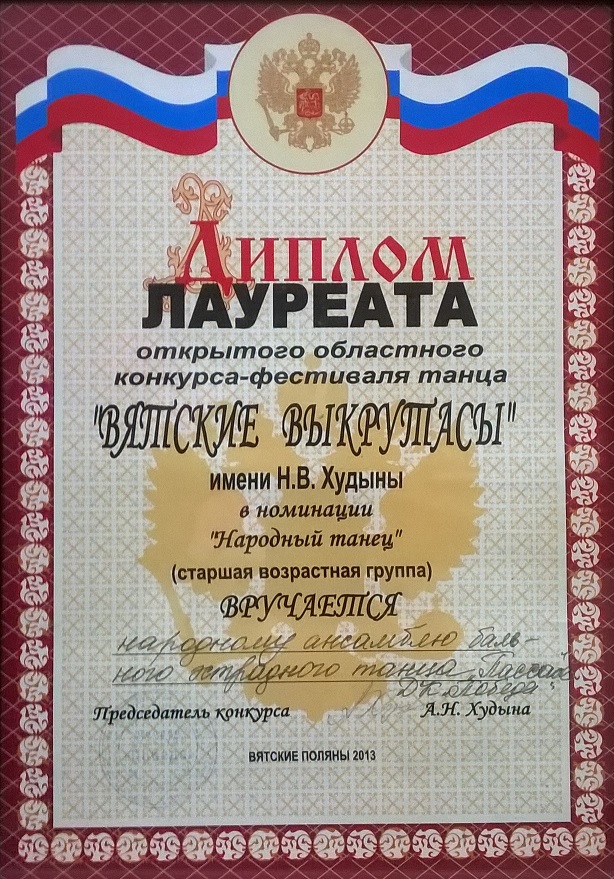 Диплом
ЛАУРЕАТА
открытого областного
конкурса-фестиваля танца
"ВЯТСКИЕ ВЫКРУТАСЫ"
имени Н.В. Худыны
в номинации
"Народный танец"
(старшая возрастная группа)
ВРУЧАЕТСЯ
народному ансамблю баль-
ного эстрадного танца
ДК "Победа"
Председатель конкурса А.Н. Худына
ВЯТСКИЕ ПОЛЯНЫ 2013